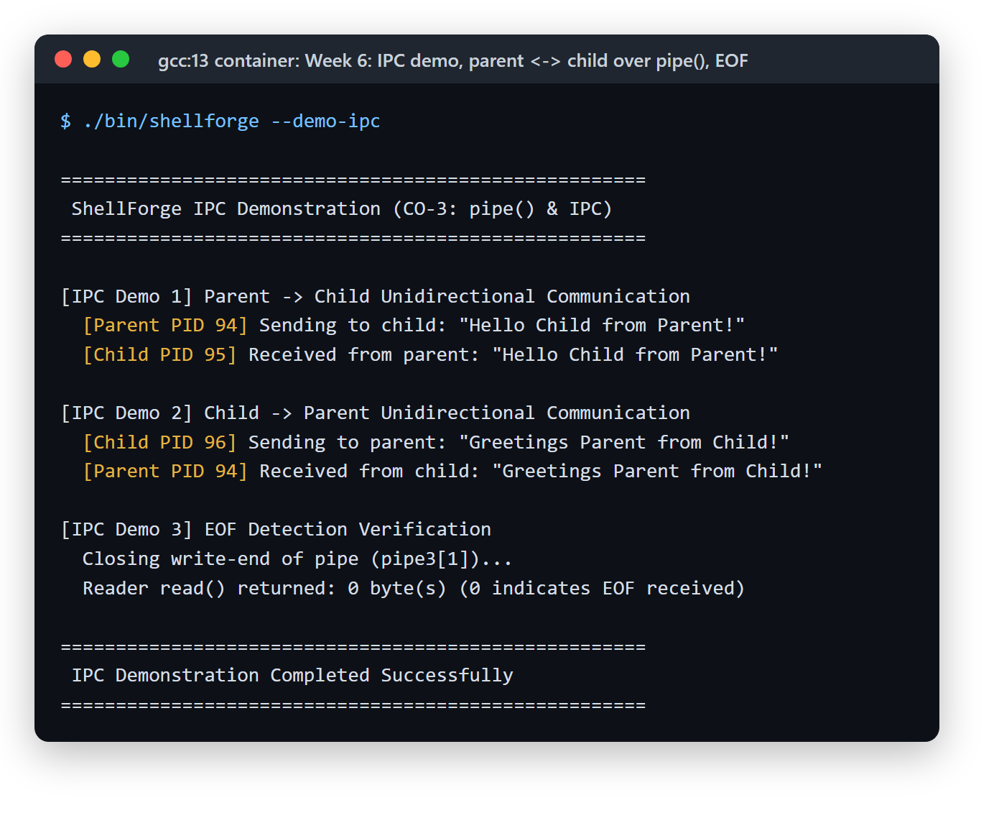 gcc:13 container: Week 6: IPC demo, parent <-> child over pipe(), EOF
$ ./bin/shellforge --demo-ipc
=====================================================
 ShellForge IPC Demonstration (CO-3: pipe() & IPC)
=====================================================
[IPC Demo 1] Parent -> Child Unidirectional Communication
  [Parent PID 94] Sending to child: "Hello Child from Parent!"
  [Child PID 95] Received from parent: "Hello Child from Parent!"
[IPC Demo 2] Child -> Parent Unidirectional Communication
  [Child PID 96] Sending to parent: "Greetings Parent from Child!"
  [Parent PID 94] Received from child: "Greetings Parent from Child!"
[IPC Demo 3] EOF Detection Verification
  Closing write-end of pipe (pipe3[1])...
  Reader read() returned: 0 byte(s) (0 indicates EOF received)
=====================================================
 IPC Demonstration Completed Successfully
=====================================================